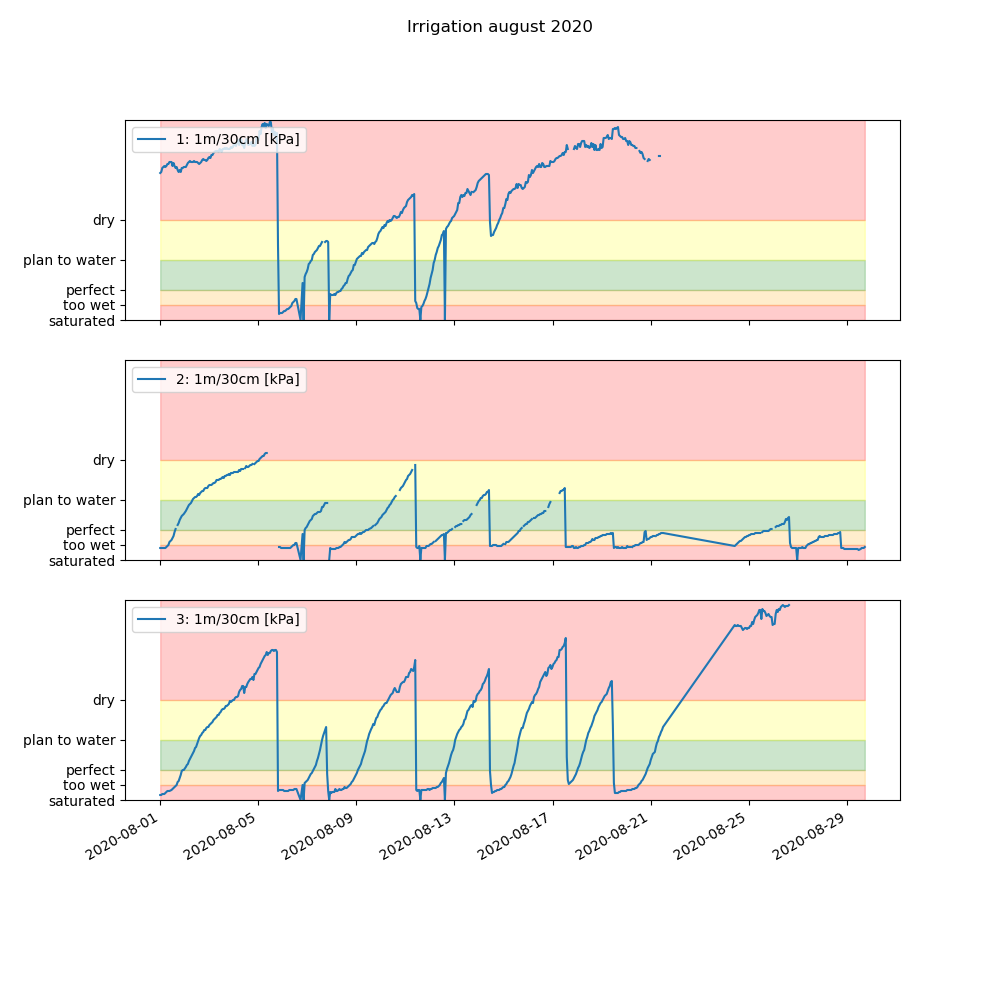 Irrigation august 2020
1: 1m/30cm [kPa]
dry
plan to water
perfect
too wet
saturated
2: 1m/30cm [kPa]
dry
plan to water
perfect
too wet
saturated
3: 1m/30cm [kPa]
dry
plan to water
perfect
too wet
saturated
2020-08-01 2020-08-05 2020-08-09 2020-08-13 2020-08-17 2020-08-21 2020-08-25 2020-08-29